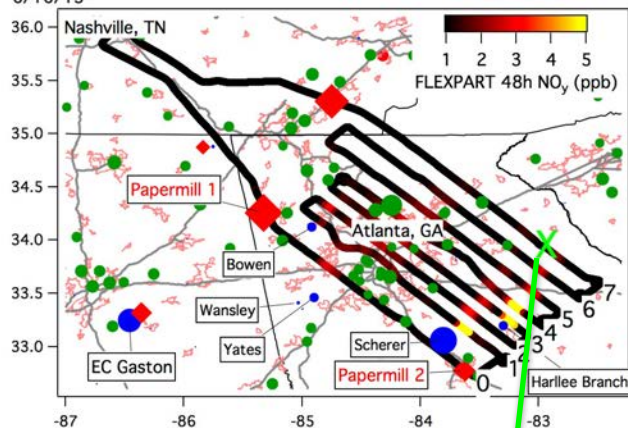 Nashville, TN
1 2 3 4 5
FLEXPART 48h NOy (ppb)
36.0
35.5
35.0
34.5
34.0
33.5
33.0
Papermill 1
Atlanta, GA
Bowen
Wansley
Yates
EC Gaston
Scherer
Papermill 2
Harllee Branch
X
0 1 2 3 4 5 6 7
-87 -86 -85 -84 -83